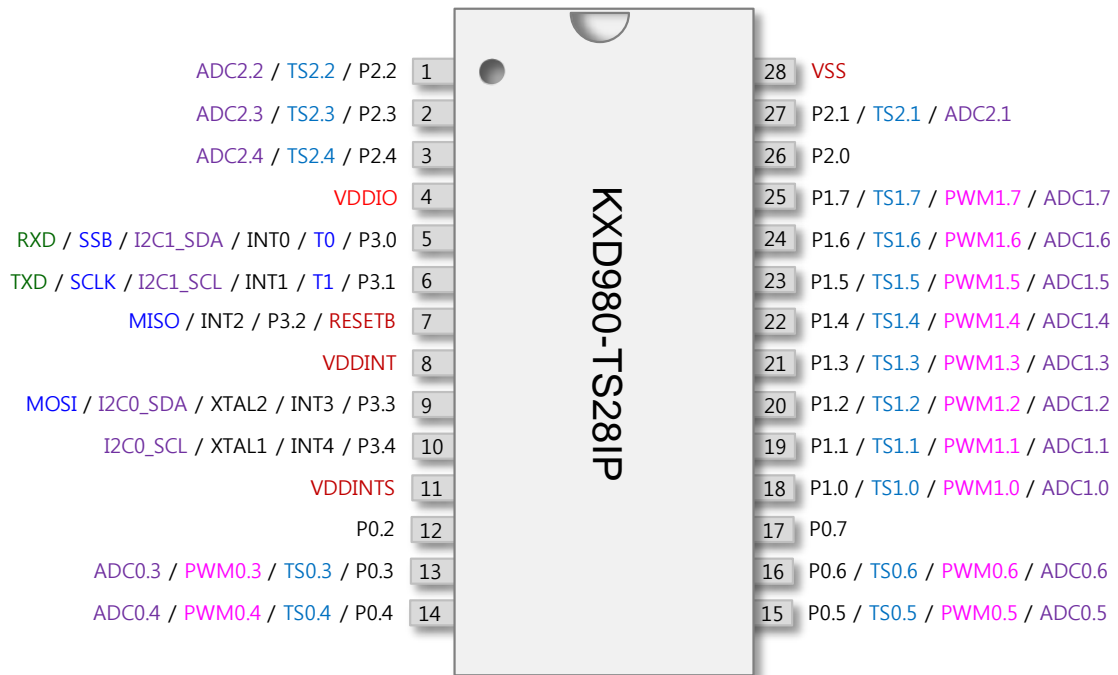 ADC2.2 / TS2.2 / P2.2 1
ADC2.3 / TS2.3 / P2.3 2
ADC2.4 / TS2.4 / P2.4 3
VDDIO 4
RXD / SSB / I2C1_SDA / INT0 / T0 / P3.0 5
TXD / SCLK / I2C1_SCL / INT1 / T1 / P3.1 6
MISO / INT2 / P3.2 / RESETB 7
VDDINT 8
MOSI / I2C0_SDA / XTAL2 / INT3 / P3.3 9
I2C0_SCL / XTAL1 / INT4 / P3.4 10
VDDINTS 11
P0.2 12
ADC0.3 / PWM0.3 / TS0.3 / P0.3 13
ADC0.4 / PWM0.4 / TS0.4 / P0.4 14
KXD980-TS28IP
28 VSS
27 P2.1 / TS2.1 / ADC2.1
26 P2.0
25 P1.7 / TS1.7 / PWM1.7 / ADC1.7
24 P1.6 / TS1.6 / PWM1.6 / ADC1.6
23 P1.5 / TS1.5 / PWM1.5 / ADC1.5
22 P1.4 / TS1.4 / PWM1.4 / ADC1.4
21 P1.3 / TS1.3 / PWM1.3 / ADC1.3
20 P1.2 / TS1.2 / PWM1.2 / ADC1.2
19 P1.1 / TS1.1 / PWM1.1 / ADC1.1
18 P1.0 / TS1.0 / PWM1.0 / ADC1.0
17 P0.7
16 P0.6 / TS0.6 / PWM0.6 / ADC0.6
15 P0.5 / TS0.5 / PWM0.5 / ADC0.5